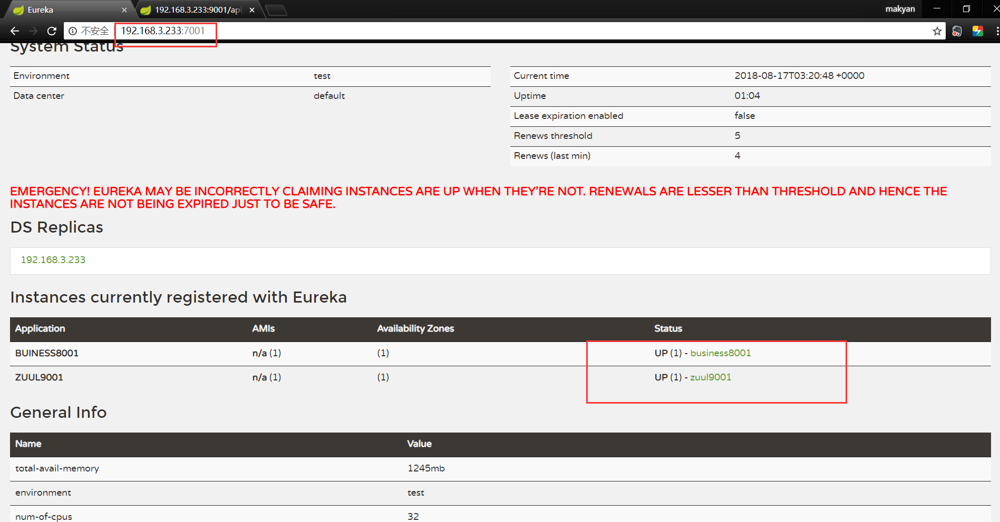 Eureka
192.168.3.233:9001/api
makyan
不安全
192.168.3.233:7001
System Status
Environment test
Data center default
Current time 2018-08-17T03:20:48 +0000
Uptime 01:04
Lease expiration enabled false
Renews threshold 5
Renews (last min) 4
EMERGENCY! EUREKA MAY BE INCORRECTLY CLAIMING INSTANCES ARE UP WHEN THEY'RE NOT. RENEWALS ARE LESSER THAN THRESHOLD AND HENCE THE
INSTANCES ARE NOT BEING EXPIRED JUST TO BE SAFE.
DS Replicas
192.168.3.233
Instances currently registered with Eureka
Application AMIs Availability Zones Status
BUINESS8001 n/a (1) (1) UP (1) - business8001
ZUUL9001 n/a (1) (1) UP (1) - zuul9001
General Info
Name Value
total-avail-memory 1245mb
environment test
num-of-cpus 32